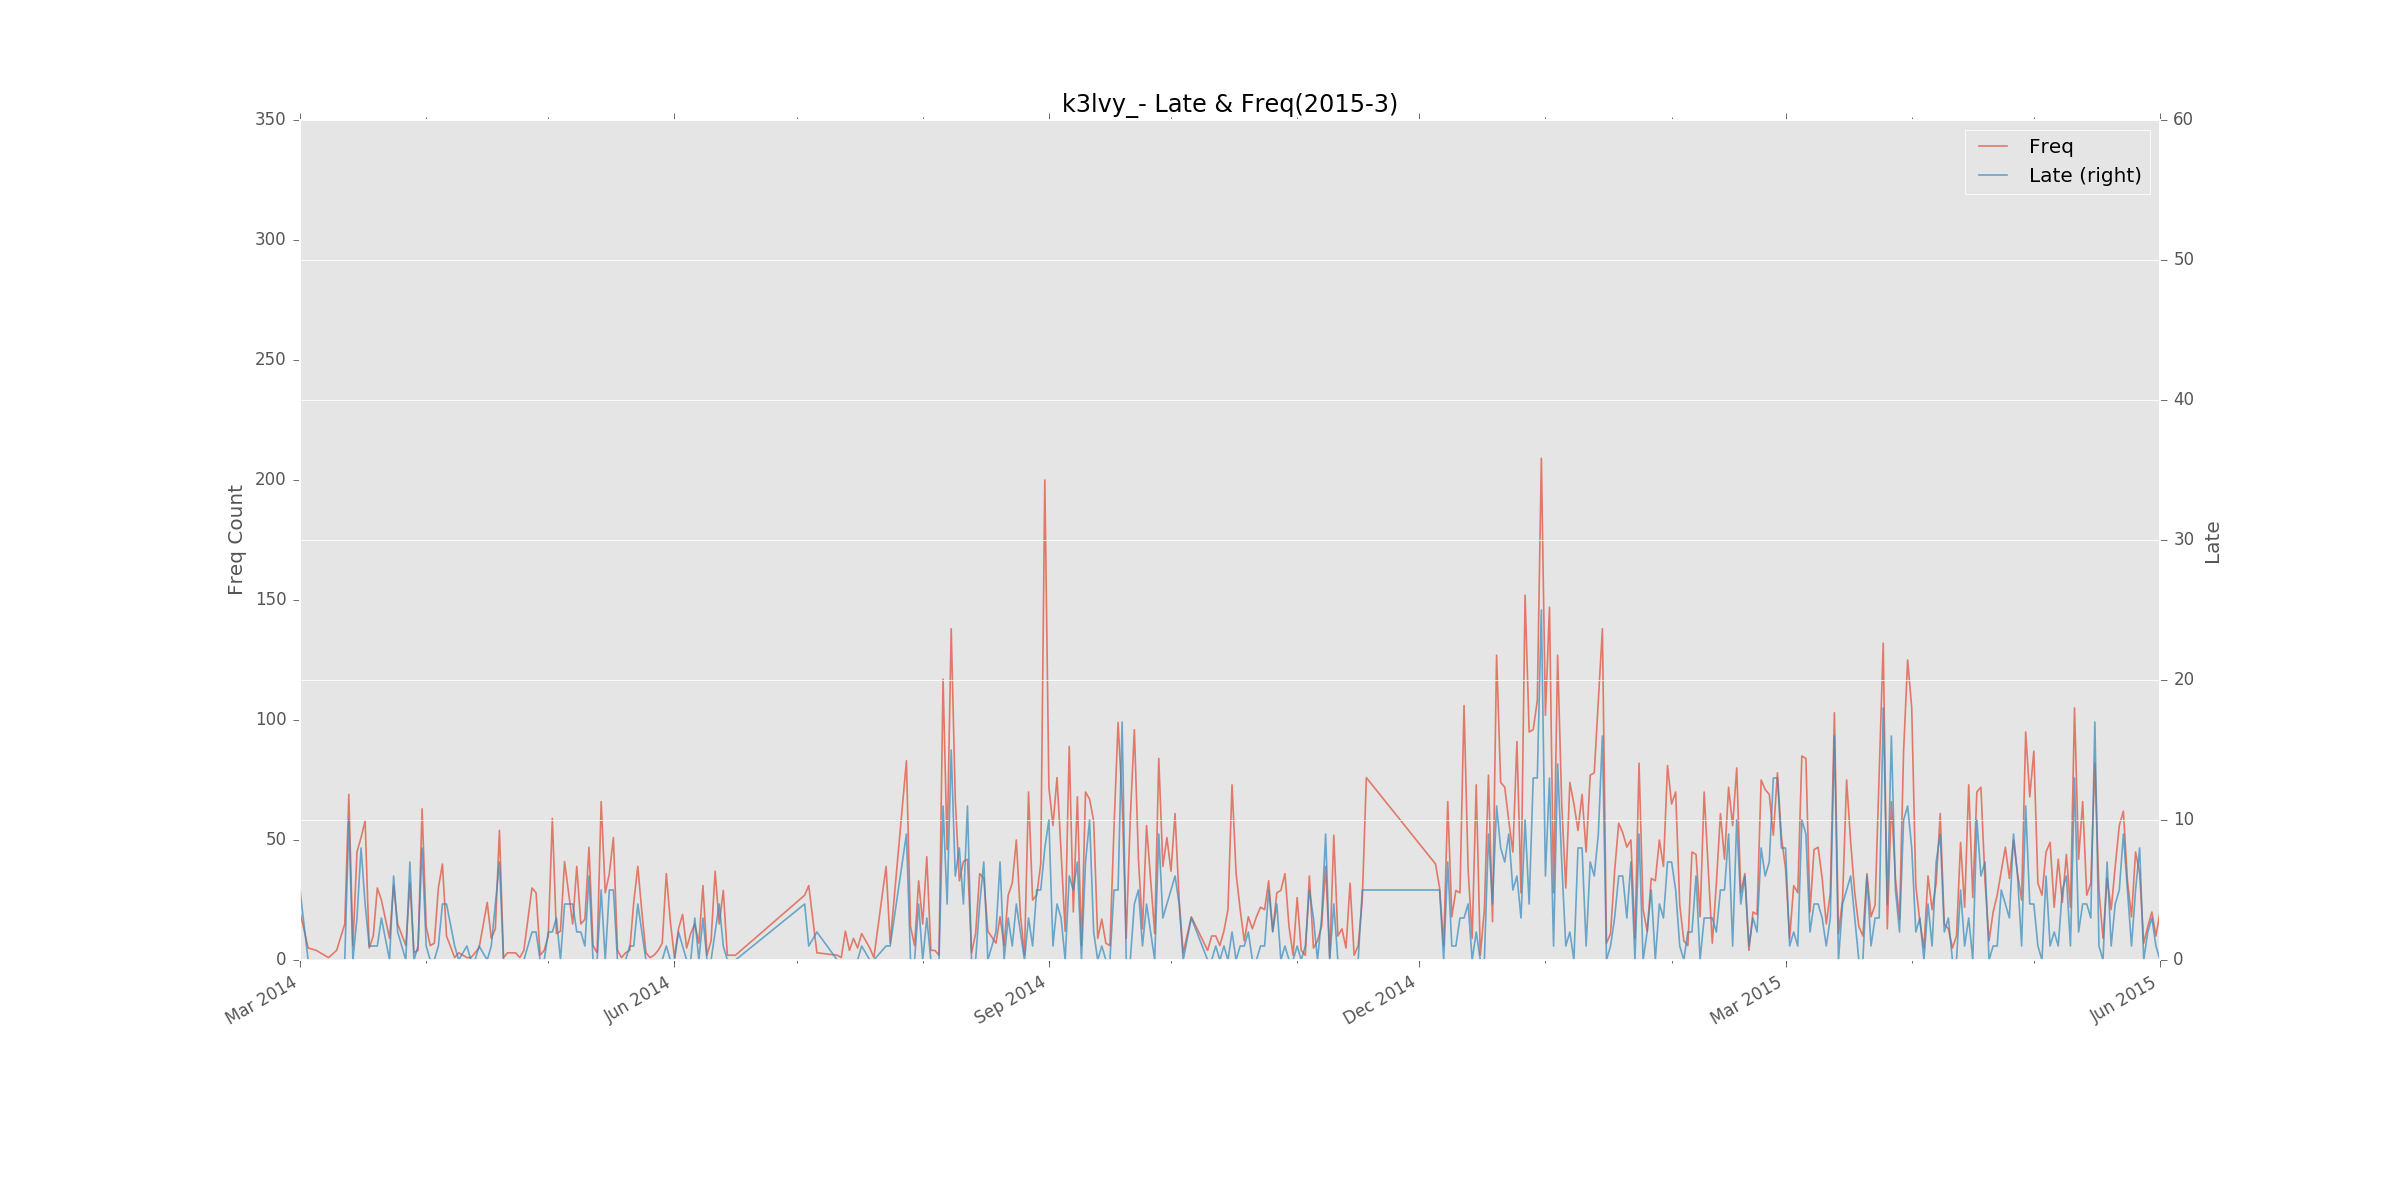 k3lvy_- Late & Freq(2015-3)
Freq
Late (right)
350
300
250
200
150
100
50
0
Freq Count
60
50
40
30
20
10
0
Late
Mar 2014
Jun 2014
Sep 2014
Dec 2014
Mar 2015
Jun 2015